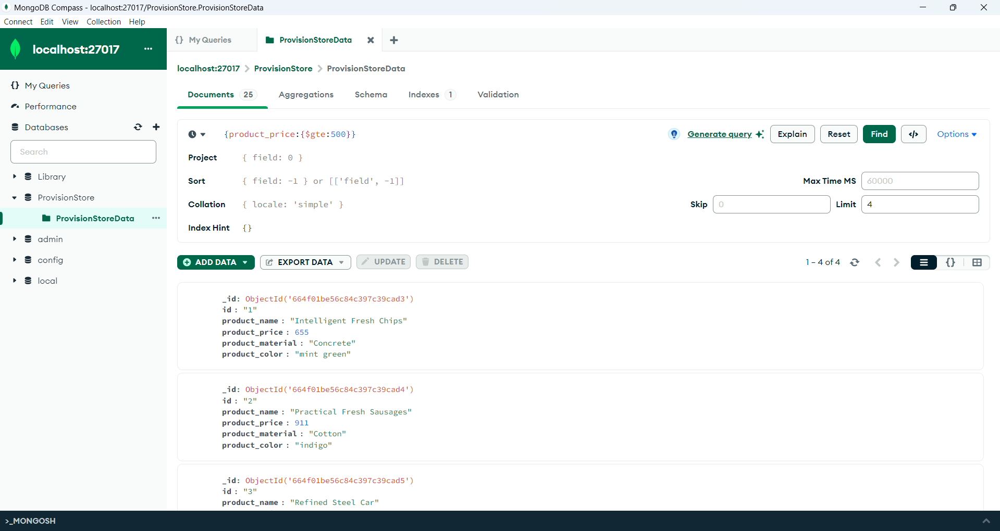 MongoDB Compass - localhost:27017/ProvisionStore.ProvisionStoreData
Connect Edit View Collection Help
localhost:27017 ...
My Queries
Performance
Databases
Search
Library
ProvisionStore
ProvisionStoreData ...
admin
config
local
{} My Queries
ProvisionStoreData
localhost:27017 > ProvisionStore > ProvisionStoreData
Documents 25 Aggregations Schema Indexes 1 Validation
{product_price:{$gte:500}}
Generate query Explain Reset Find </> Options
Project { field: 0 }
Sort { field: -1 } or [['field', -1]] Max Time MS 60000
Collation { locale: 'simple' } Skip 0 Limit 4
Index Hint {}
ADD DATA EXPORT DATA UPDATE DELETE 1 – 4 of 4 {}
_id: ObjectId('664f01be56c84c397c39cad3')
id : "1"
product_name : "Intelligent Fresh Chips"
product_price : 655
product_material : "Concrete"
product_color : "mint green"
_id: ObjectId('664f01be56c84c397c39cad4')
id : "2"
product_name : "Practical Fresh Sausages"
product_price : 911
product_material : "Cotton"
product_color : "indigo"
_id: ObjectId('664f01be56c84c397c39cad5')
id : "3"
product_name : "Refined Steel Car"
>_MONGOSH